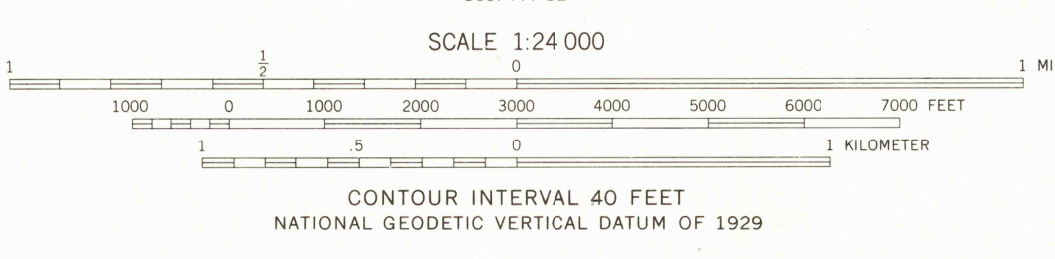 SCALE 1:24 000
1 1/2 0 1 MI
1000 0 1000 2000 3000 4000 5000 6000 7000 FEET
1 .5 0 1 KILOMETER
CONTOUR INTERVAL 40 FEET
NATIONAL GEODETIC VERTICAL DATUM OF 1929